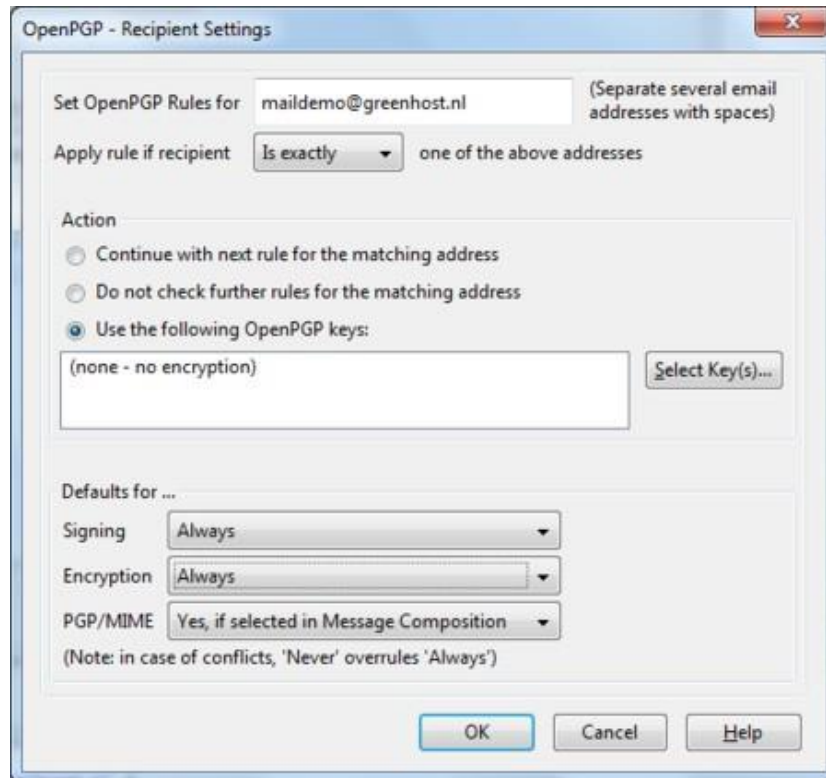 OpenPGP - Recipient Settings
Set OpenPGP Rules for maildemo@greenhost.nl (Separate several email
addresses with spaces)
Apply rule if recipient Is exactly one of the above addresses
Action
Continue with next rule for the matching address
Do not check further rules for the matching address
Use the following OpenPGP keys:
(none - no encryption) Select Key(s)...
Defaults for ...
Signing Always
Encryption Always
PGP/MIME Yes, if selected in Message Composition
(Note: in case of conflicts, 'Never' overrules 'Always')
OK Cancel Help